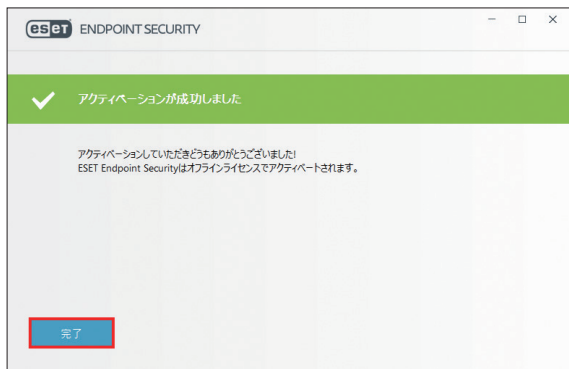 eset ENDPOINT SECURITY
アクティベーションが成功しました
アクティベーションしていただきどうもありがとうございました!
ESET Endpoint Securityはオフラインライセンスでアクティベートされます。
完了